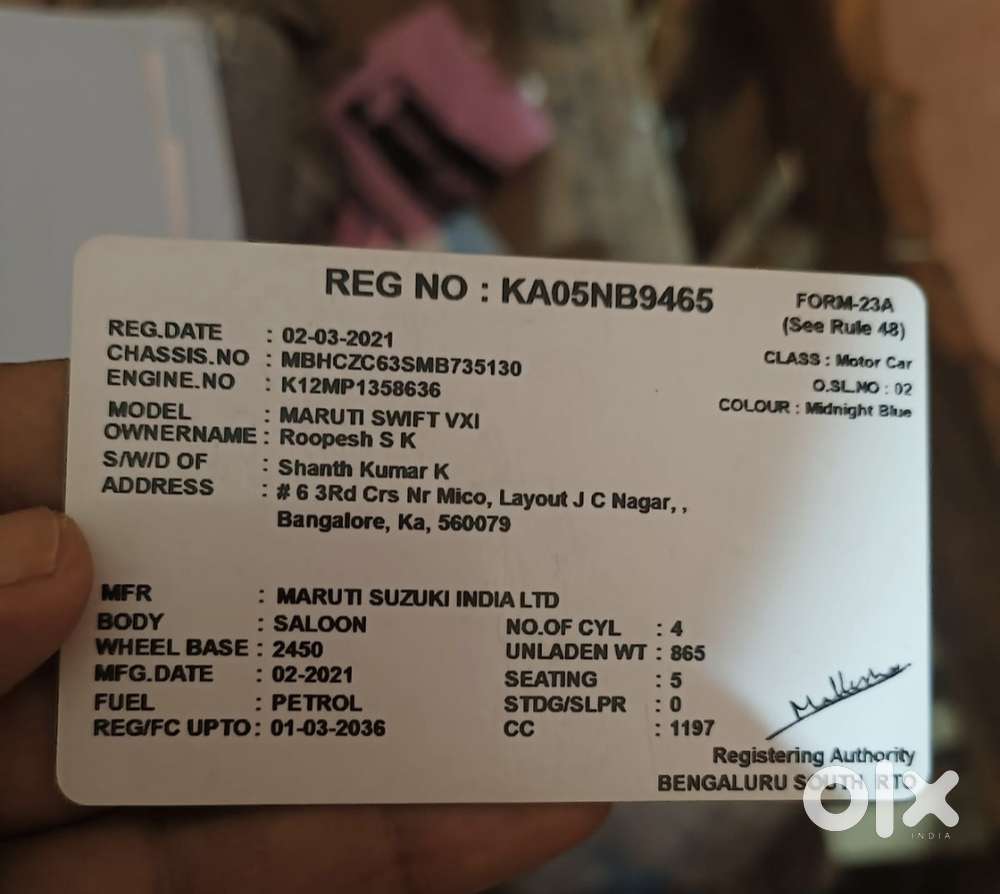 REG NO : KA05NB9465
FORM-23A
(See Rule 48)
REG.DATE : 02-03-2021
CHASSIS.NO : MBHCZC63SMB735130
CLASS : Motor Car
ENGINE.NO : K12MP1358636
O.SL.NO : 02
MODEL : MARUTI SWIFT VXI
COLOUR : Midnight Blue
OWNERNAME : Roopesh S K
S/W/D OF : Shanth Kumar K
ADDRESS : # 6 3Rd Crs Nr Mico, Layout J C Nagar, ,
Bangalore, Ka, 560079
MFR : MARUTI SUZUKI INDIA LTD
BODY : SALOON NO.OF CYL : 4
WHEEL BASE : 2450 UNLADEN WT : 865
MFG.DATE : 02-2021 SEATING : 5
FUEL : PETROL STDG/SLPR : 0
REG/FC UPTO : 01-03-2036 CC : 1197
Registering Authority
BENGALURU SOUTH RTO
olx
INDIA